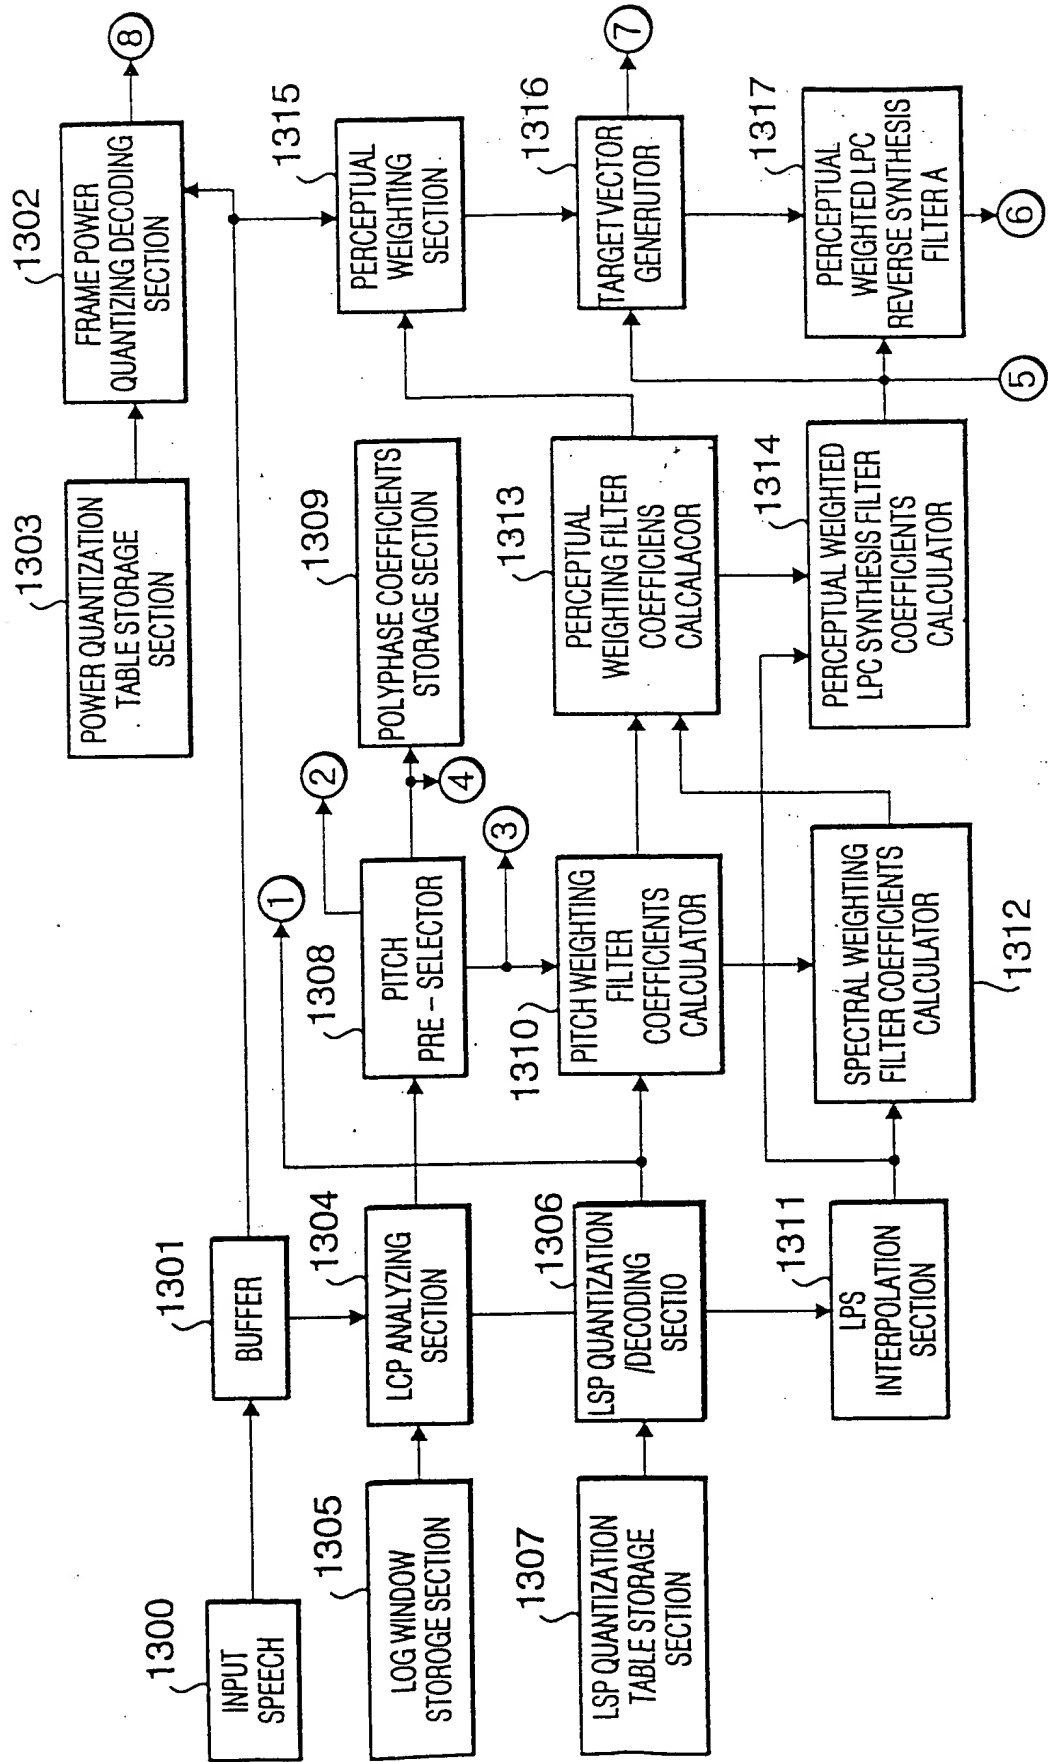 1300
INPUT
SPEECH
1301
BUFFER
1302
FRAME POWER
QUANTIZING DECODING
SECTION
8
1303
POWER QUANTIZATION
TABLE STORAGE
SECTION
1305
LOG WINDOW
STOROGE SECTION
1304
LCP ANALYZING
SECTION
1
1308
PITCH
PRE-SELECTOR
2
4
3
1309
POLYPHASE COEFFICIENTS
STORAGE SECTION
1315
PERCEPTUAL
WEIGHTING
SECTION
1307
LSP QUANTIZATION
TABLE STORAGE
SECTION
1306
LSP QUANTIZATION
/DECODING
SECTIO
1310
PITCH WEIGHTING
FILTER
COEFFICIENTS
CALCULATOR
1313
PERCEPTUAL
WEIGHTING FILTER
COEFFICIENS
CALCALACOR
1316
TARGET VECTOR
GENERUTOR
7
1311
LPS
INTERPOLATION
SECTION
SPECTRAL WEIGHTING
FILTER COEFFICIENTS
CALCULATOR
1312
1314
PERCEPTUAL WEIGHTED
LPC SYNTHESIS FILTER
COEFFICIENTS
CALCULATOR
5
1317
PERCEPTUAL
WEIGHTED LPC
REVERSE SYNTHESIS
FILTER A
6